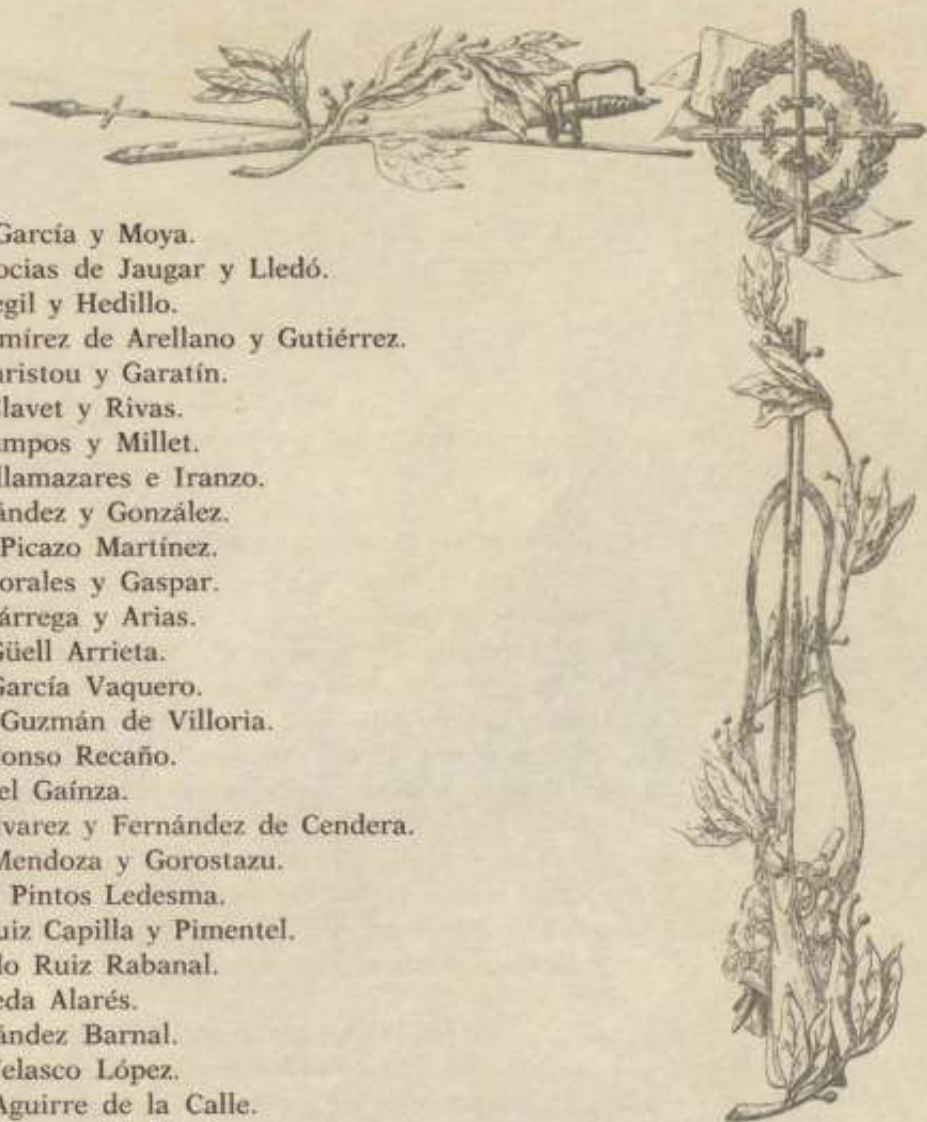 García y Moya.
ocias de Jaugar y Lledó.
egil y Hedillo.
mírez de Arellano y Gutiérrez.
aristou y Garatín.
Clavet y Rivas.
ampos y Millet.
llamazares e Iranzo.
ández y González.
Picazo Martínez.
orales y Gaspar.
árrega y Arias.
Güell Arrieta.
García Vaquero.
Guzmán de Villoria.
onso Recaño.
el Gaínza.
lvarez y Fernández de Cendera.
Mendoza y Gorostazu.
Pintos Ledesma.
uiz Capilla y Pimentel.
do Ruiz Rabanal.
eda Alarés.
ández Barnal.
Velasco López.
Aguirre de la Calle.